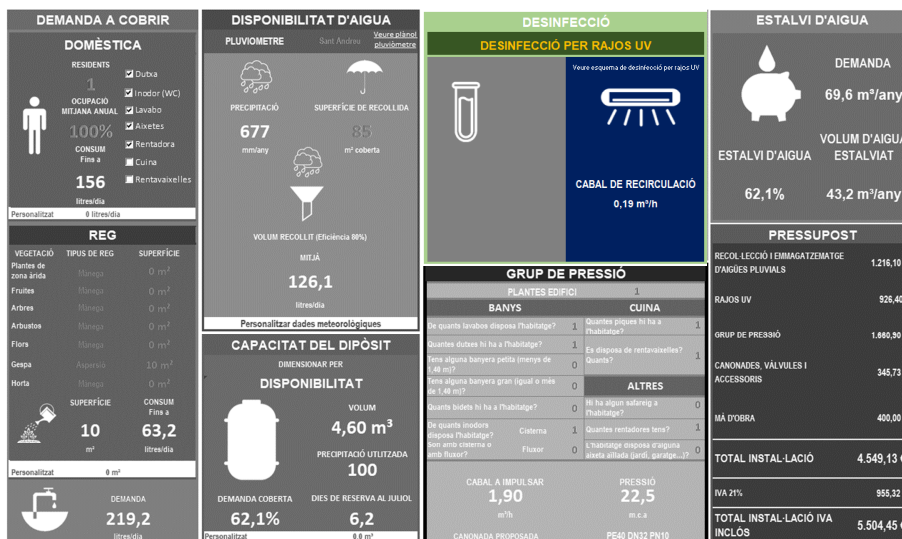 DEMANDA A COBRIR
DOMÈSTICA
RESIDENTS
1
OCUPACIÓ
MITJANA ANUAL
100%
CONSUM
Fins a
156
litres/dia
Dutxa
Inodor (WC)
Lavabo
Aixetes
Rentadora
Cuina
Rentavaixelles
Personalitzat 0 litres/dia
REG
VEGETACIÓ TIPUS DE REG SUPERFÍCIE
Plantes de
zona àrida Mànega 0 m²
Fruites Mànega 0 m²
Arbres Mànega 0 m²
Arbustos Mànega 0 m²
Flors Mànega 0 m²
Gespa Aspersió 10 m²
Horta Mànega 0 m²
SUPERFÍCIE
10
m²
CONSUM
Fins a
63,2
litres/dia
Personalitzat 0 m²
DEMANDA
219,2
litres/dia
DISPONIBILITAT D'AIGUA
PLUVIOMETRE Sant Andreu Veure plànol
pluviòmetre
PRECIPITACIÓ SUPERFÍCIE DE RECOLLIDA
677 85
mm/any m² coberta
VOLUM RECOLLIT (Eficiència 80%)
MITJÀ
126,1
litres/dia
Personalitzar dades meteorològiques
CAPACITAT DEL DIPÒSIT
DIMENSIONAR PER
DISPONIBILITAT
VOLUM
4,60 m³
PRECIPITACIÓ UTLITZADA
100
DEMANDA COBERTA DIES DE RESERVA AL JULIOL
62,1% 6,2
Personalitzat 0,0 m³
DESINFECCIÓ
DESINFECCIÓ PER RAJOS UV
Veure esquema de desinfecció per rajos UV
CABAL DE RECIRCULACIÓ
0,19 m³/h
GRUP DE PRESSIÓ
PLANTES EDIFICI 1
BANYS
De quants lavabos disposa l'habitatge? 1
Quantes dutxes hi ha a l'habitatge? 1
Tens alguna banyera petita (menys de
1,40 m)? 0
Tens alguna banyera gran (igual o més
de 1,40 m)? 0
Quants bidets hi ha a l'habitatge? 0
De quants inodors
disposa l'habitatge? Cisterna 1
Són amb cisterna o
amb fluxor? Fluxor 0
CUINA
Quantes piques hi ha a
l'habitatge? 1
Es disposa de rentavaixelles?
Quants? 1
ALTRES
Hi ha algun safareig a
l'habitatge? 0
Quantes rentadores tens? 1
L'habitatge disposa d'alguna
aixeta aïllada (jardí, garatge...)? 0
CABAL A IMPULSAR PRESSIÓ
1,90 22,5
m³/h m.c.a
CANONADA PROPOSADA PE40 DN32 PN10
ESTALVI D'AIGUA
DEMANDA
69,6 m³/any
ESTALVI D'AIGUA
62,1%
VOLUM D'AIGUA
ESTALVIAT
43,2 m³/any
PRESSUPOST
RECOL·LECCIÓ I EMMAGATZEMATGE
D'AIGÜES PLUVIALS 1.216,10
RAJOS UV 926,40
GRUP DE PRESSIÓ 1.660,90
CANONADES, VÀLVULES I
ACCESSORIS 345,73
MÀ D'OBRA 400,00
TOTAL INSTAL·LACIÓ 4.549,13 €
IVA 21% 955,32
TOTAL INSTAL·LACIÓ IVA
INCLÒS 5.504,45 €